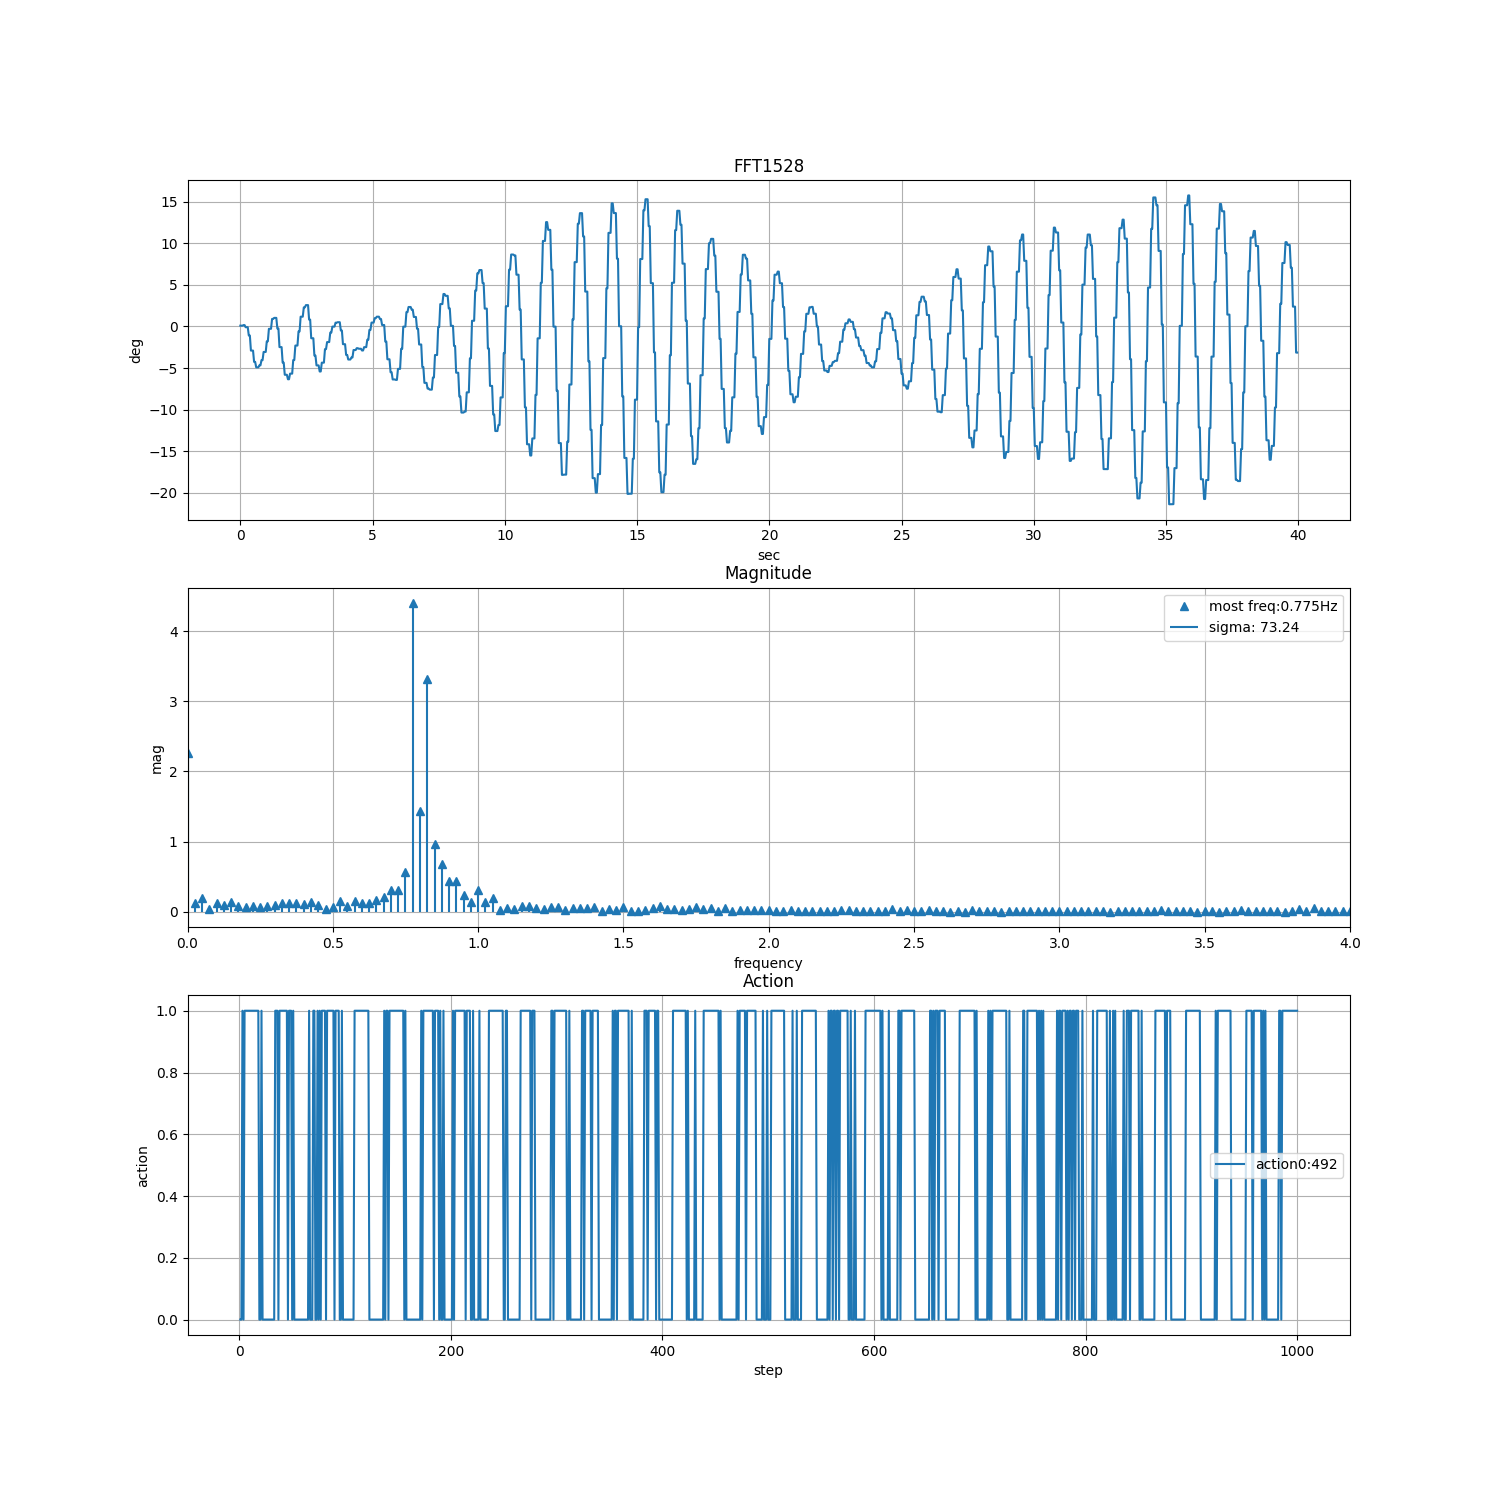 FFT1528
15
10
5
0
−5
−10
−15
−20
deg
0 5 10 15 20 25 30 35 40
sec
Magnitude
most freq:0.775Hz
sigma: 73.24
4
3
2
1
0
mag
0.0 0.5 1.0 1.5 2.0 2.5 3.0 3.5 4.0
frequency
Action
1.0
0.8
0.6
0.4
0.2
0.0
action
action0:492
0 200 400 600 800 1000
step